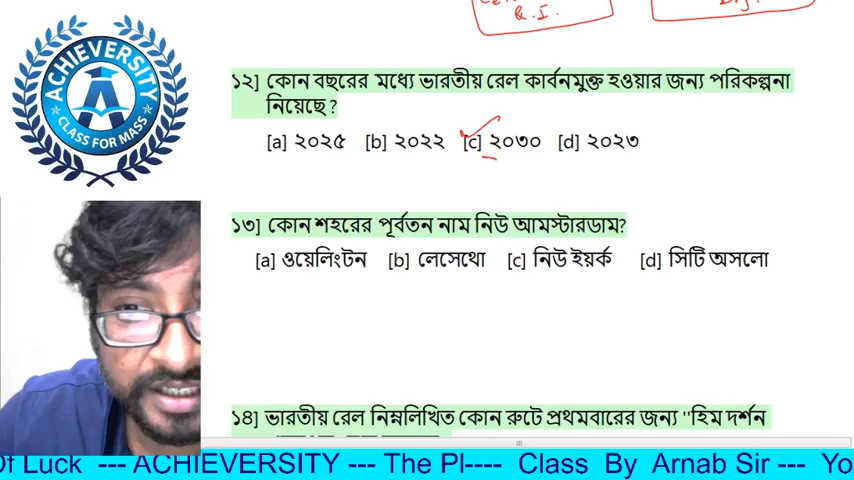 & I.
ACHIEVERSITY
CLASS FOR MASS
১২] কোন বছরের মধ্যে ভারতীয় রেল কার্বনমুক্ত হওয়ার জন্য পরিকল্পনা
নিয়েছে ?
[a] ২০২৫ [b] ২০২২ [c] ২০৩০ [d] ২০২৩
১৩] কোন শহরের পূর্বতন নাম নিউ আমস্টারডাম?
[a] ওয়েলিংটন [b] লেসেথো [c] নিউ ইয়র্ক [d] সিটি অসলো
১৪] ভারতীয় রেল নিম্নলিখিত কোন রুটে প্রথমবারের জন্য "হিম দর্শন
Of Luck --- ACHIEVERSITY --- The Pl---- Class By Arnab Sir --- Yo